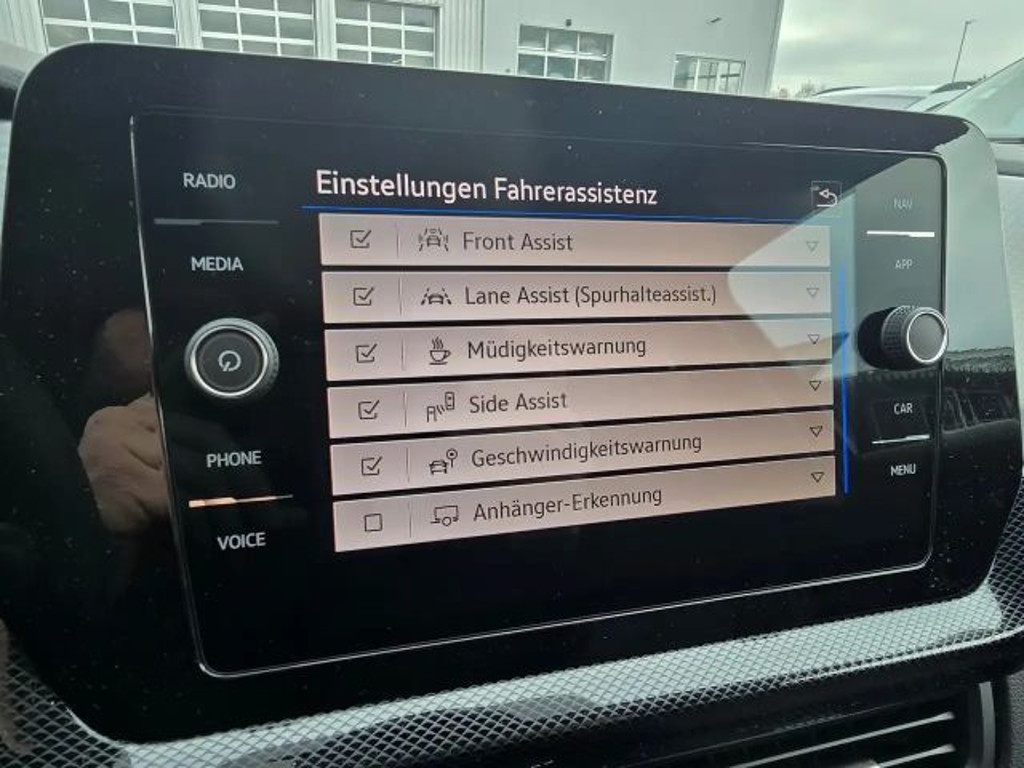 RADIO
MEDIA
PHONE
VOICE
Einstellungen Fahrerassistenz
Front Assist
Lane Assist (Spurhalteassist.)
Müdigkeitswarnung
Side Assist
Geschwindigkeitswarnung
Anhänger-Erkennung
NAV
APP
CAR
MENU